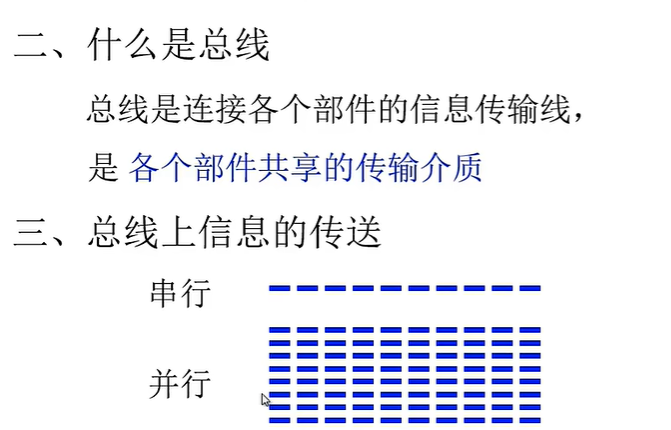 二、什么是总线
总线是连接各个部件的信息传输线，
是 各个部件共享的传输介质
三、总线上信息的传送
串行
并行